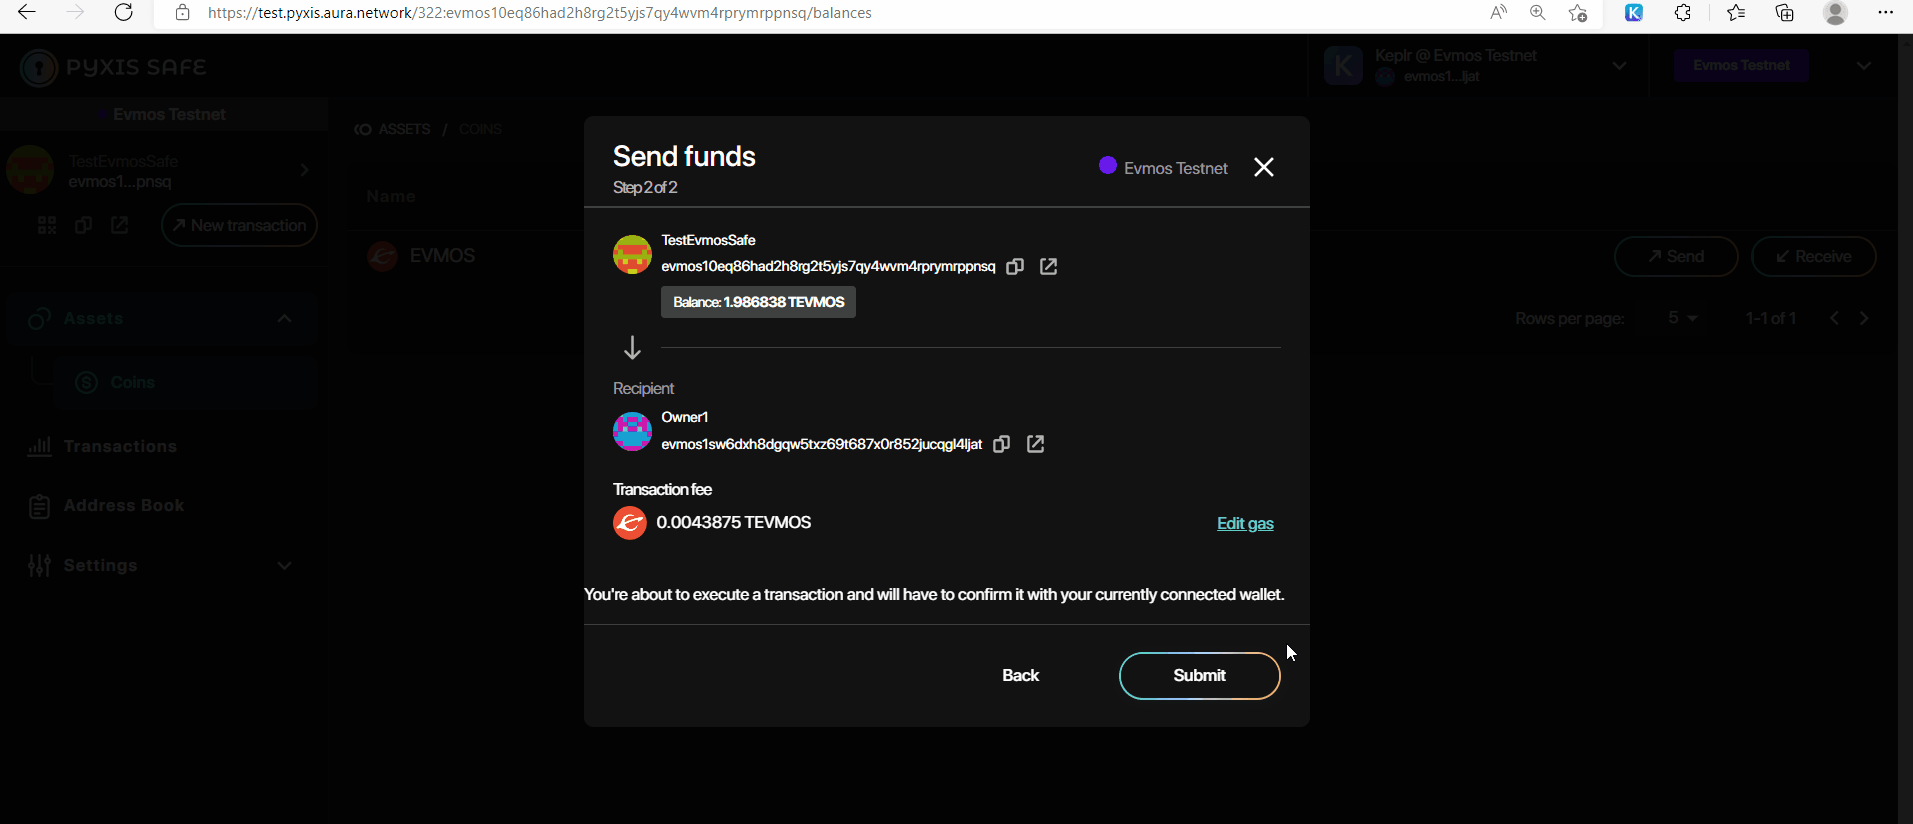 https://test.pyxis.aura.network/322:evmos10eq86had2h8rg2t5yjs7qy4wvm4rprymrppnsq/balances
PYXIS SAFE
Keplr @ Evmos Testnet
evmos1...ljat
Evmos Testnet
Evmos Testnet
TestEvmosSafe
evmos1...pnsq
New transaction
Assets
Coins
Transactions
Address Book
Settings
ASSETS / COINS
Name
EVMOS
Send
Receive
Rows per page: 5 1-1 of 1
Send funds
Step 2 of 2
Evmos Testnet
TestEvmosSafe
evmos10eq86had2h8rg2t5yjs7qy4wvm4rprymrppnsq
Balance: 1.986838 TEVMOS
Recipient
Owner1
evmos1sw6dxh8dgqw5txz69t687x0r852jucqgl4ljat
Transaction fee
0.0043875 TEVMOS
Edit gas
You're about to execute a transaction and will have to confirm it with your currently connected wallet.
Back
Submit